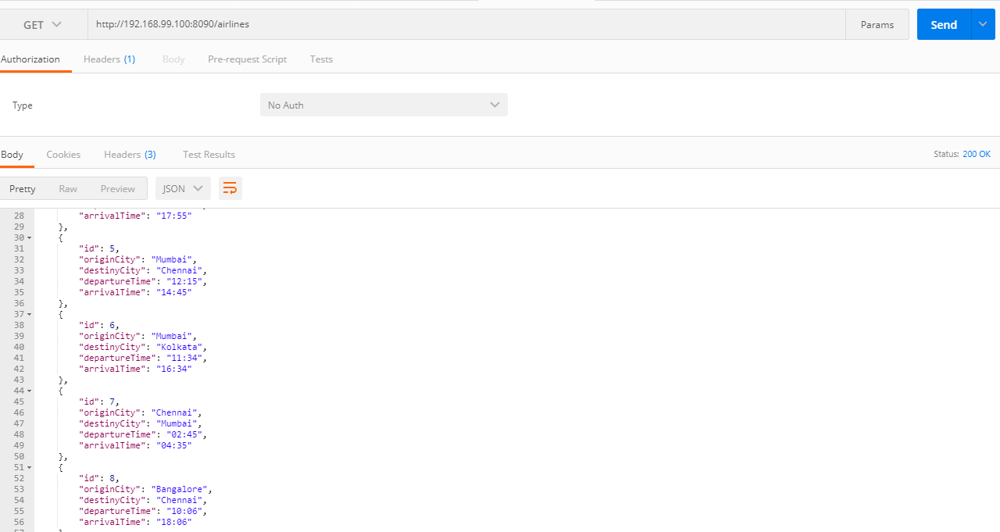 GET http://192.168.99.100:8090/airlines Params Send
Authorization Headers (1) Body Pre-request Script Tests
Type No Auth
Body Cookies Headers (3) Test Results Status: 200 OK
Pretty Raw Preview JSON
28 "arrivalTime": "17:55"
29 },
30 {
31 "id": 5,
32 "originCity": "Mumbai",
33 "destinyCity": "Chennai",
34 "departureTime": "12:15",
35 "arrivalTime": "14:45"
36 },
37 {
38 "id": 6,
39 "originCity": "Mumbai",
40 "destinyCity": "Kolkata",
41 "departureTime": "11:34",
42 "arrivalTime": "16:34"
43 },
44 {
45 "id": 7,
46 "originCity": "Chennai",
47 "destinyCity": "Mumbai",
48 "departureTime": "02:45",
49 "arrivalTime": "04:35"
50 },
51 {
52 "id": 8,
53 "originCity": "Bangalore",
54 "destinyCity": "Chennai",
55 "departureTime": "10:06",
56 "arrivalTime": "18:06"